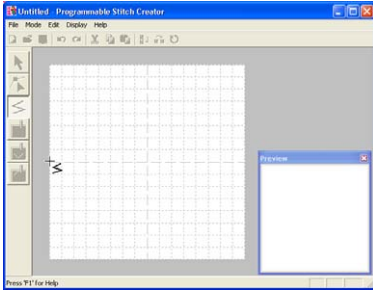 Untitled - Programmable Stitch Creator
File Mode Edit Display Help
Preview
Press 'F1' for Help